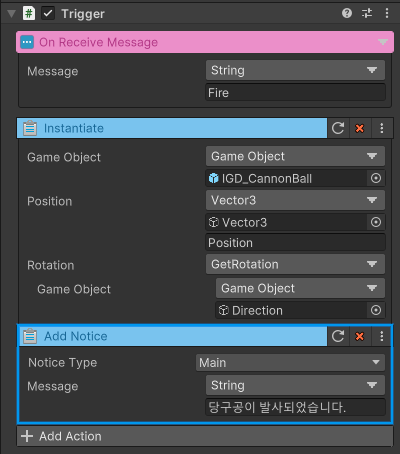 Trigger
On Receive Message
Message String
Fire
Instantiate
Game Object Game Object
IGD_CannonBall
Position Vector3
Vector3
Position
Rotation GetRotation
Game Object Game Object
Direction
Add Notice
Notice Type Main
Message String
당구공이 발사되었습니다.
+ Add Action